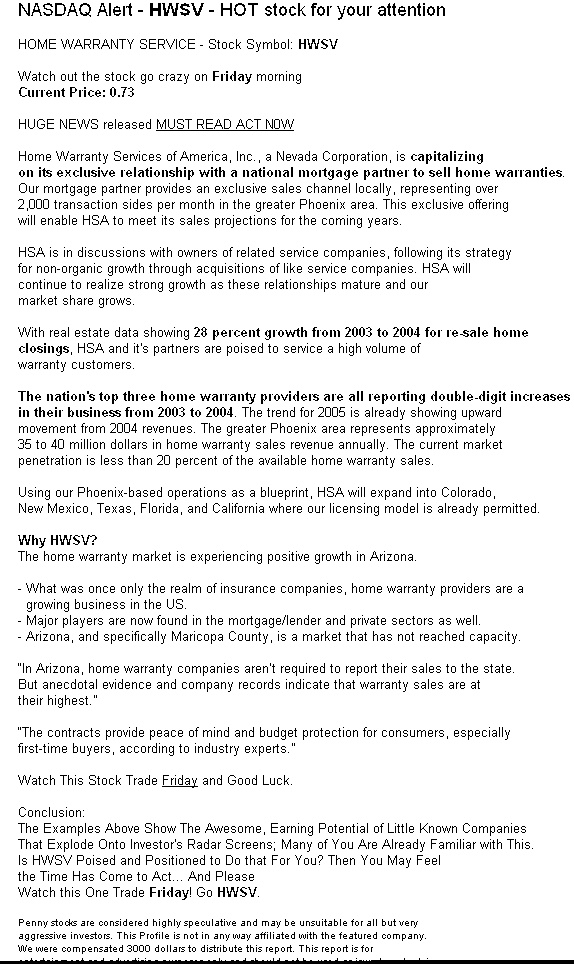 NASDAQ Alert - HWSV - HOT stock for your attention
HOME WARRANTY SERVICE - Stock Symbol: HWSV
Watch out the stock go crazy on Friday morning
Current Price: 0.73
HUGE NEWS released MUST READ ACT N0W
Home Warranty Services of America, Inc., a Nevada Corporation, is capitalizing
on its exclusive relationship with a national mortgage partner to sell home warranties.
Our mortgage partner provides an exclusive sales channel locally, representing over
2,000 transaction sides per month in the greater Phoenix area. This exclusive offering
will enable HSA to meet its sales projections for the coming years.
HSA is in discussions with owners of related service companies, following its strategy
for non-organic growth through acquisitions of like service companies. HSA will
continue to realize strong growth as these relationships mature and our
market share grows.
With real estate data showing 28 percent growth from 2003 to 2004 for re-sale home
closings, HSA and it's partners are poised to service a high volume of
warranty customers.
The nation's top three home warranty providers are all reporting double-digit increases
in their business from 2003 to 2004. The trend for 2005 is already showing upward
movement from 2004 revenues. The greater Phoenix area represents approximately
35 to 40 million dollars in home warranty sales revenue annually. The current market
penetration is less than 20 percent of the available home warranty sales.
Using our Phoenix-based operations as a blueprint, HSA will expand into Colorado,
New Mexico, Texas, Florida, and California where our licensing model is already permitted.
Why HWSV?
The home warranty market is experiencing positive growth in Arizona.
- What was once only the realm of insurance companies, home warranty providers are a
growing business in the US.
- Major players are now found in the mortgage/lender and private sectors as well.
- Arizona, and specifically Maricopa County, is a market that has not reached capacity.
"In Arizona, home warranty companies aren't required to report their sales to the state.
But anecdotal evidence and company records indicate that warranty sales are at
their highest."
"The contracts provide peace of mind and budget protection for consumers, especially
first-time buyers, according to industry experts."
Watch This Stock Trade Friday and Good Luck.
Conclusion:
The Examples Above Show The Awesome, Earning Potential of Little Known Companies
That Explode Onto Investor's Radar Screens; Many of You Are Already Familiar with This.
Is HWSV Poised and Positioned to Do that For You? Then You May Feel
the Time Has Come to Act... And Please
Watch this One Trade Friday! Go HWSV.
Penny stocks are considered highly speculative and may be unsuitable for all but very
aggressive investors. This Profile is not in any way affiliated with the featured company.
We were compensated 3000 dollars to distribute this report. This report is for